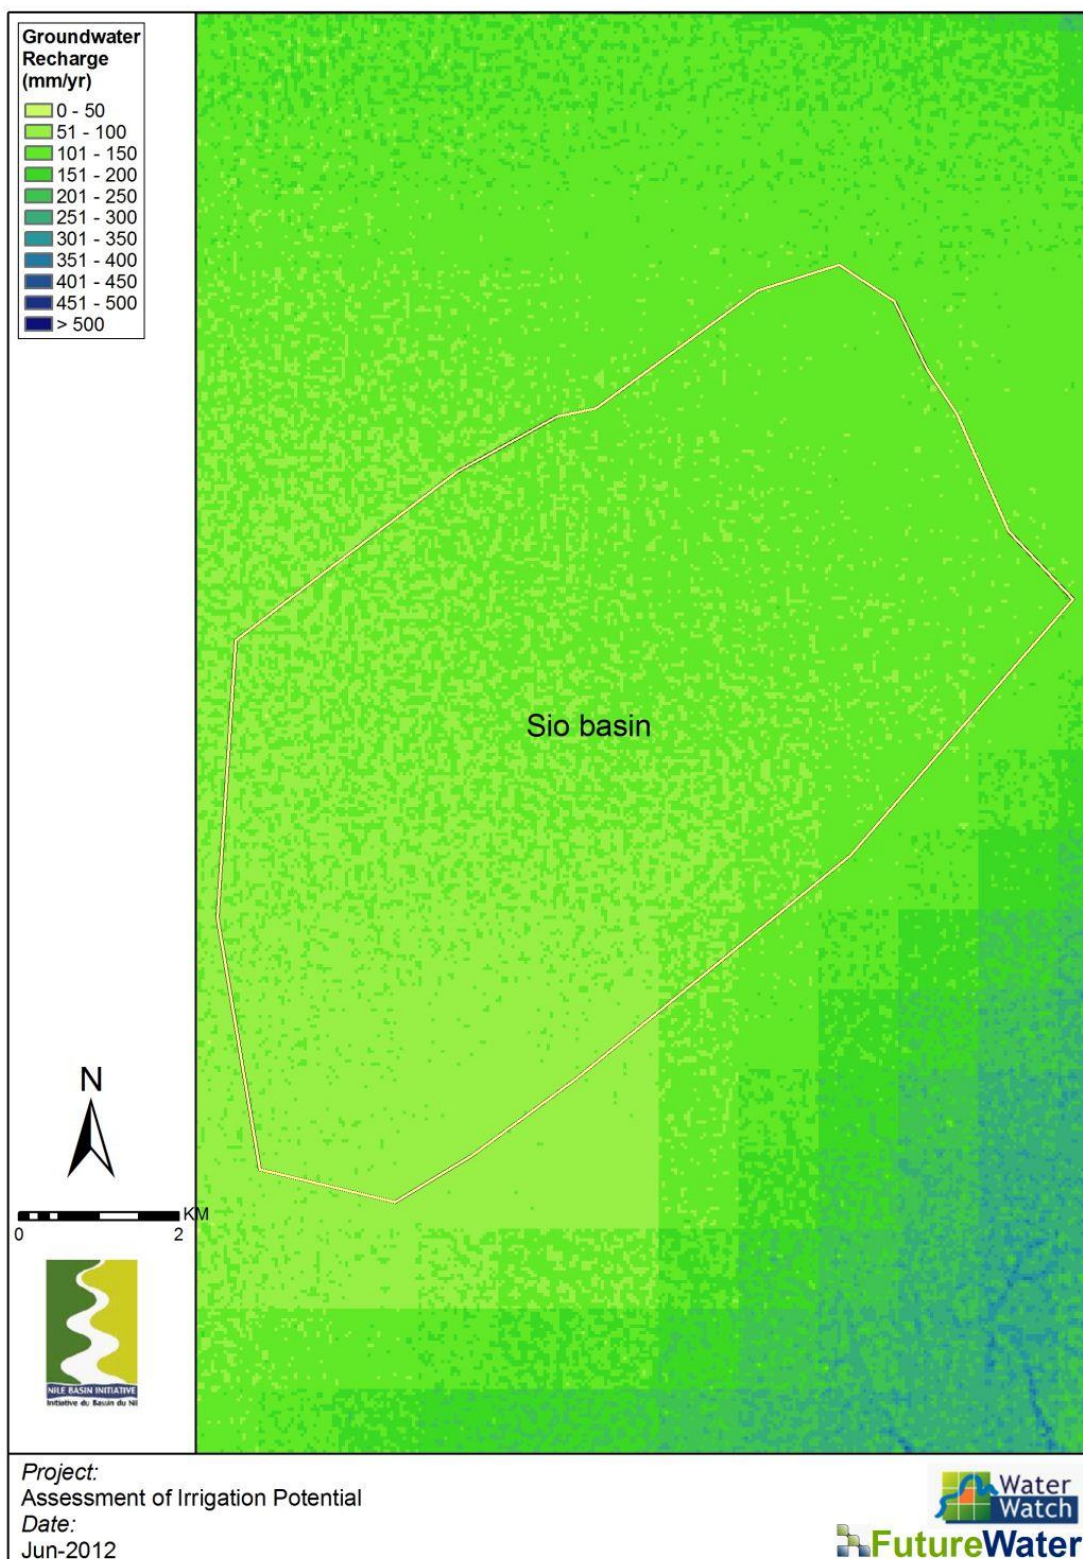 Groundwater
Recharge
(mm/yr)
0 - 50
51 - 100
101 - 150
151 - 200
201 - 250
251 - 300
301 - 350
351 - 400
401 - 450
451 - 500
> 500
Sio basin
N
KM
0 2
NILE BASIN INITIATIVE
Initiative du Bassin du Nil
Project:
Assessment of Irrigation Potential
Date:
Jun-2012
Water
Watch
FutureWater